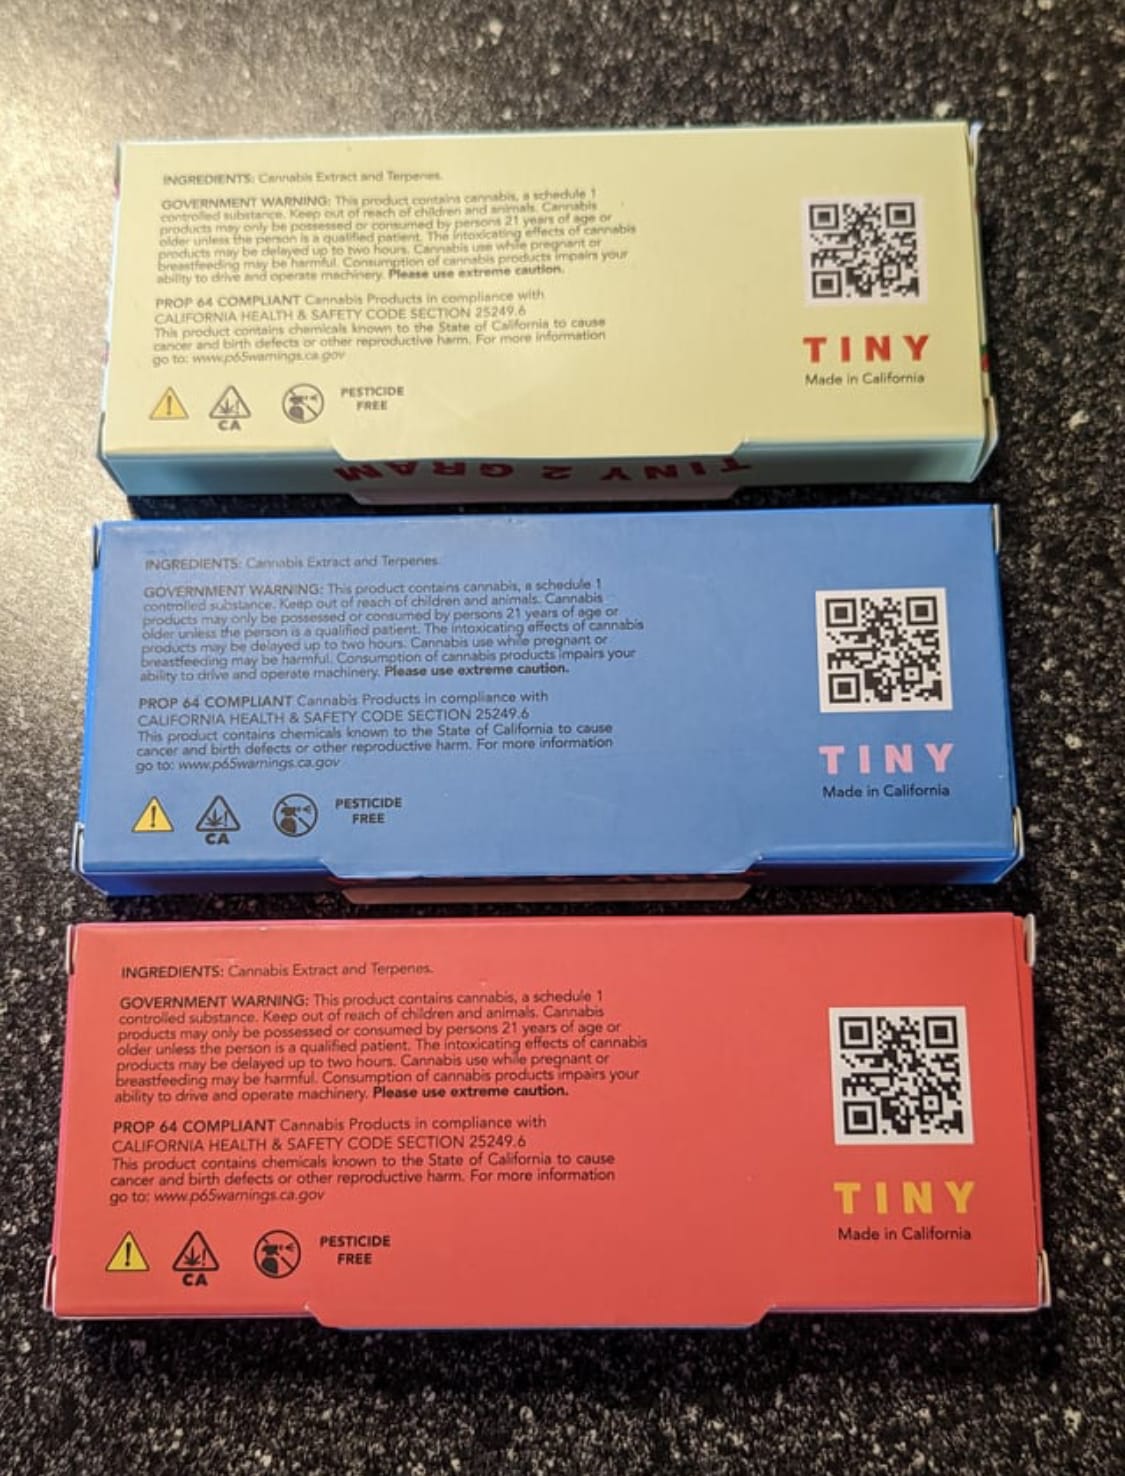 INGREDIENTS: Cannabis Extract and Terpenes.
GOVERNMENT WARNING: This product contains cannabis, a schedule 1
controlled substance. Keep out of reach of children and animals. Cannabis
products may only be possessed or consumed by persons 21 years of age or
older unless the person is a qualified patient. The intoxicating effects of cannabis
products may be delayed up to two hours. Cannabis use while pregnant or
breastfeeding may be harmful. Consumption of cannabis products impairs your
ability to drive and operate machinery. Please use extreme caution.
PROP 64 COMPLIANT Cannabis Products in compliance with
CALIFORNIA HEALTH & SAFETY CODE SECTION 25249.6
This product contains chemicals known to the State of California to cause
cancer and birth defects or other reproductive harm. For more information
go to: www.p65warnings.ca.gov
!
!
CA
PESTICIDE
FREE
TINY
Made in California
TINY 2 GRAM
INGREDIENTS: Cannabis Extract and Terpenes.
GOVERNMENT WARNING: This product contains cannabis, a schedule 1
controlled substance. Keep out of reach of children and animals. Cannabis
products may only be possessed or consumed by persons 21 years of age or
older unless the person is a qualified patient. The intoxicating effects of cannabis
products may be delayed up to two hours. Cannabis use while pregnant or
breastfeeding may be harmful. Consumption of cannabis products impairs your
ability to drive and operate machinery. Please use extreme caution.
PROP 64 COMPLIANT Cannabis Products in compliance with
CALIFORNIA HEALTH & SAFETY CODE SECTION 25249.6
This product contains chemicals known to the State of California to cause
cancer and birth defects or other reproductive harm. For more information
go to: www.p65warnings.ca.gov
!
!
CA
PESTICIDE
FREE
TINY
Made in California
INGREDIENTS: Cannabis Extract and Terpenes.
GOVERNMENT WARNING: This product contains cannabis, a schedule 1
controlled substance. Keep out of reach of children and animals. Cannabis
products may only be possessed or consumed by persons 21 years of age or
older unless the person is a qualified patient. The intoxicating effects of cannabis
products may be delayed up to two hours. Cannabis use while pregnant or
breastfeeding may be harmful. Consumption of cannabis products impairs your
ability to drive and operate machinery. Please use extreme caution.
PROP 64 COMPLIANT Cannabis Products in compliance with
CALIFORNIA HEALTH & SAFETY CODE SECTION 25249.6
This product contains chemicals known to the State of California to cause
cancer and birth defects or other reproductive harm. For more information
go to: www.p65warnings.ca.gov
!
!
CA
PESTICIDE
FREE
TINY
Made in California